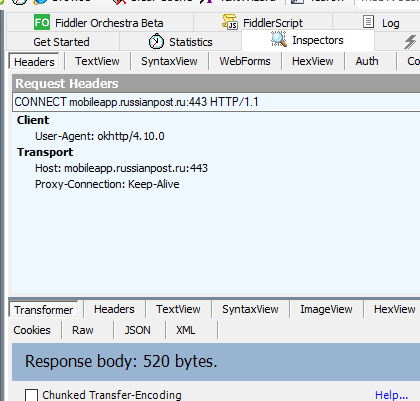 Fiddler Orchestra Beta FiddlerScript Log
Get Started Statistics Inspectors
Headers TextView SyntaxView WebForms HexView Auth
Request Headers
CONNECT mobileapp.russianpost.ru:443 HTTP/1.1
Client
User-Agent: okhttp/4.10.0
Transport
Host: mobileapp.russianpost.ru:443
Proxy-Connection: Keep-Alive
Transformer Headers TextView SyntaxView ImageView HexView
Cookies Raw JSON XML
Response body: 520 bytes.
Chunked Transfer-Encoding Help...